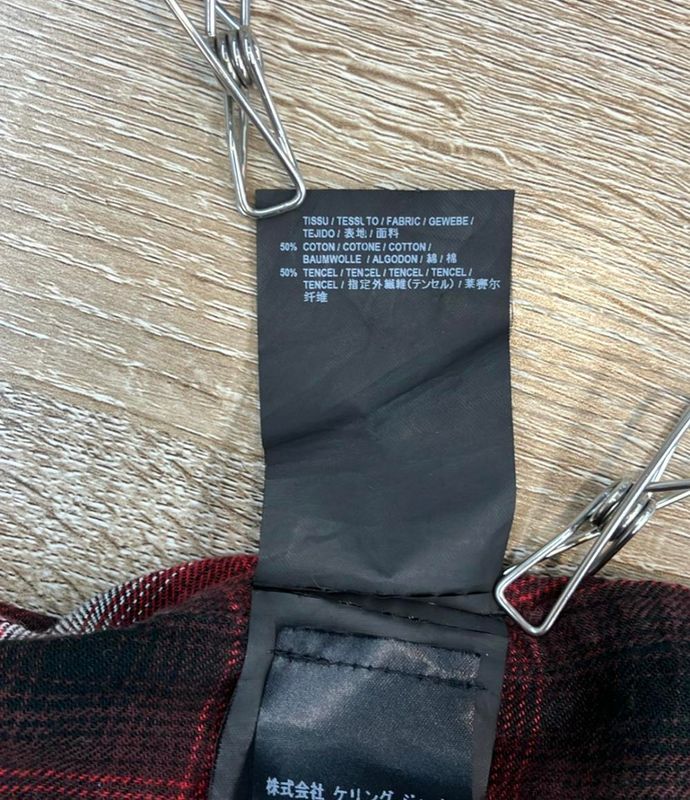 TISSU / TESSUTO / FABRIC / GEWEBE /
TEJIDO / 表地 / 面料
50% COTON / COTONE / COTTON /
BAUMWOLLE / ALGODON / 綿 / 棉
50% TENCEL / TENCEL / TENCEL / TENCEL /
TENCEL / 指定外繊維(テンセル) / 莱赛尔
纤维
株式会社 ケリング